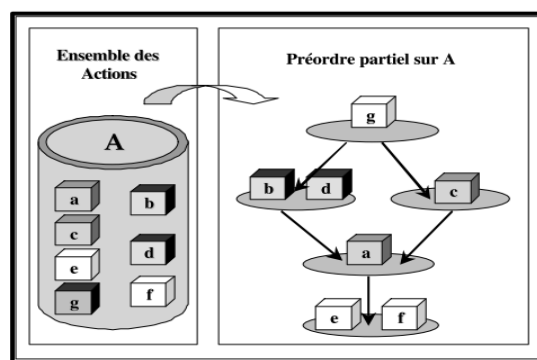 Ensemble des
Actions
A
a
b
c
d
e
f
g
Préordre partiel sur A
g
b d
c
a
e f